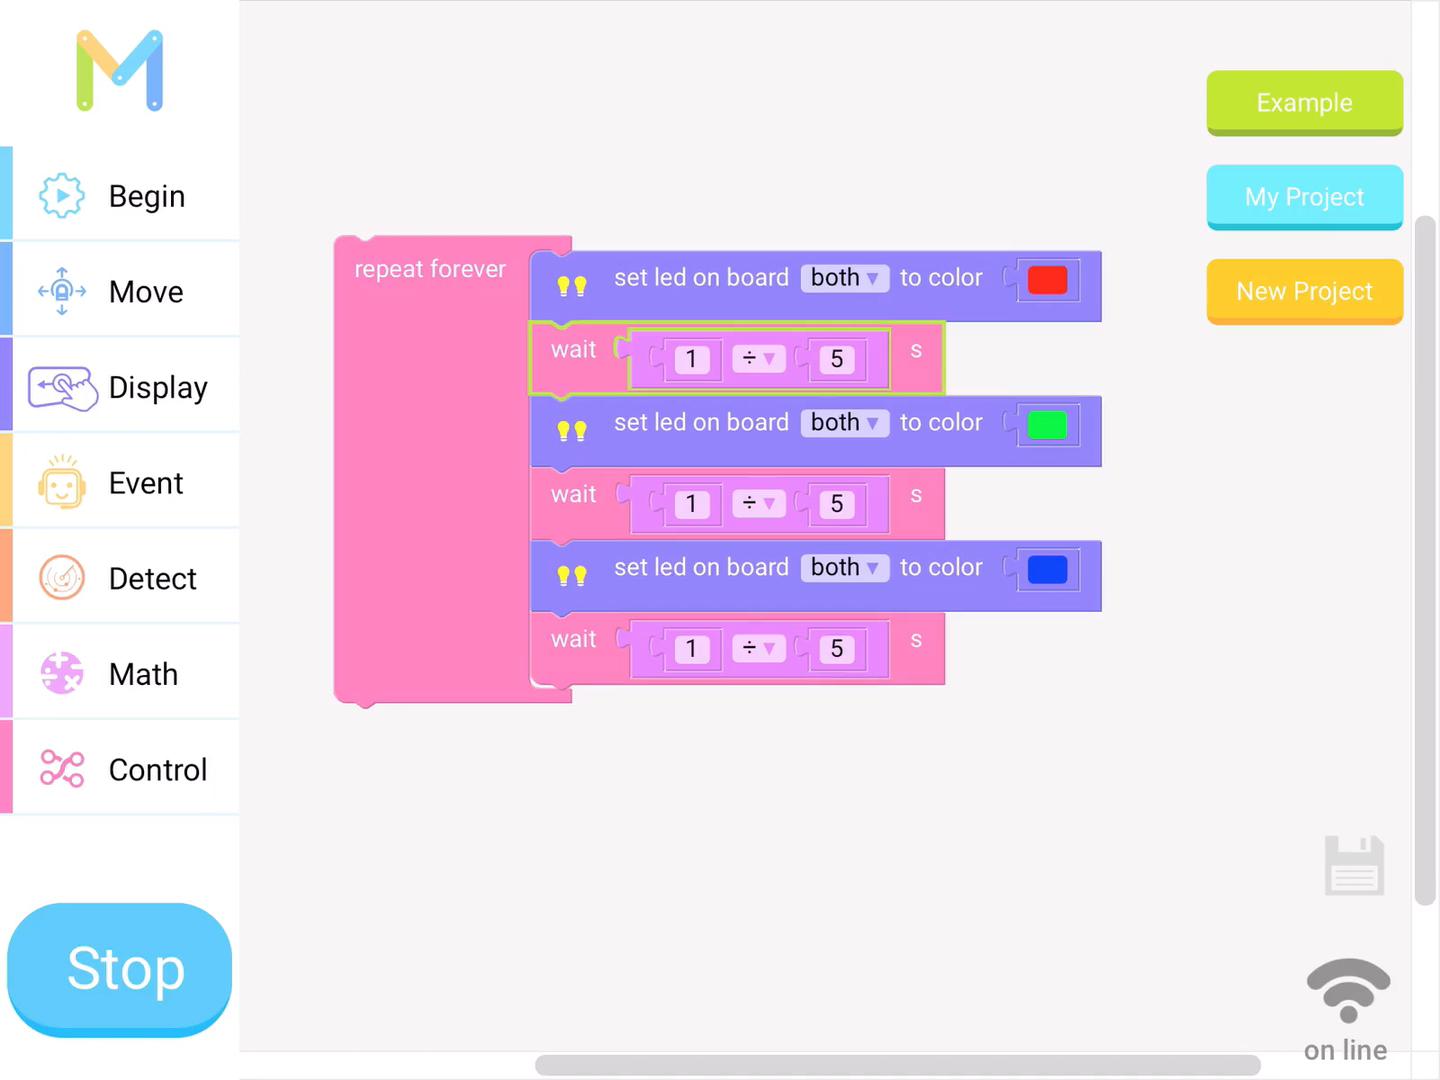 Begin
Move
Display
Event
Detect
Math
Control
Stop
repeat forever
set led on board both ▼ to color
wait 1 ÷ ▼ 5 s
set led on board both ▼ to color
wait 1 ÷ ▼ 5 s
set led on board both ▼ to color
wait 1 ÷ ▼ 5 s
Example
My Project
New Project
on line